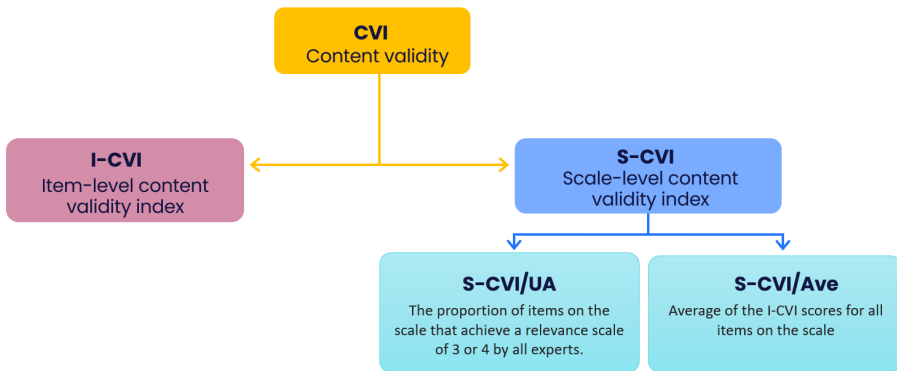 CVI
Content validity
I-CVI
Item-level content
validity index
S-CVI
Scale-level content
validity index
S-CVI/UA
The proportion of items on the
scale that achieve a relevance scale
of 3 or 4 by all experts.
S-CVI/Ave
Average of the I-CVI scores for all
items on the scale